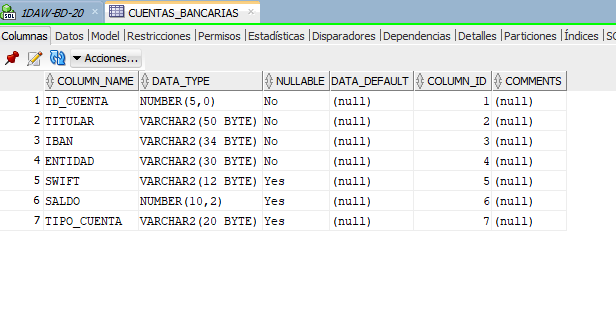 1DAW-BD-20 × CUENTAS_BANCARIAS ×
Columnas Datos Model Restricciones Permisos Estadísticas Disparadores Dependencias Detalles Particiones Índices SQ
Acciones...
COLUMN_NAME DATA_TYPE NULLABLE DATA_DEFAULT COLUMN_ID COMMENTS
1 ID_CUENTA NUMBER(5,0) No (null) 1 (null)
2 TITULAR VARCHAR2(50 BYTE) No (null) 2 (null)
3 IBAN VARCHAR2(34 BYTE) No (null) 3 (null)
4 ENTIDAD VARCHAR2(30 BYTE) No (null) 4 (null)
5 SWIFT VARCHAR2(12 BYTE) Yes (null) 5 (null)
6 SALDO NUMBER(10,2) Yes (null) 6 (null)
7 TIPO_CUENTA VARCHAR2(20 BYTE) Yes (null) 7 (null)